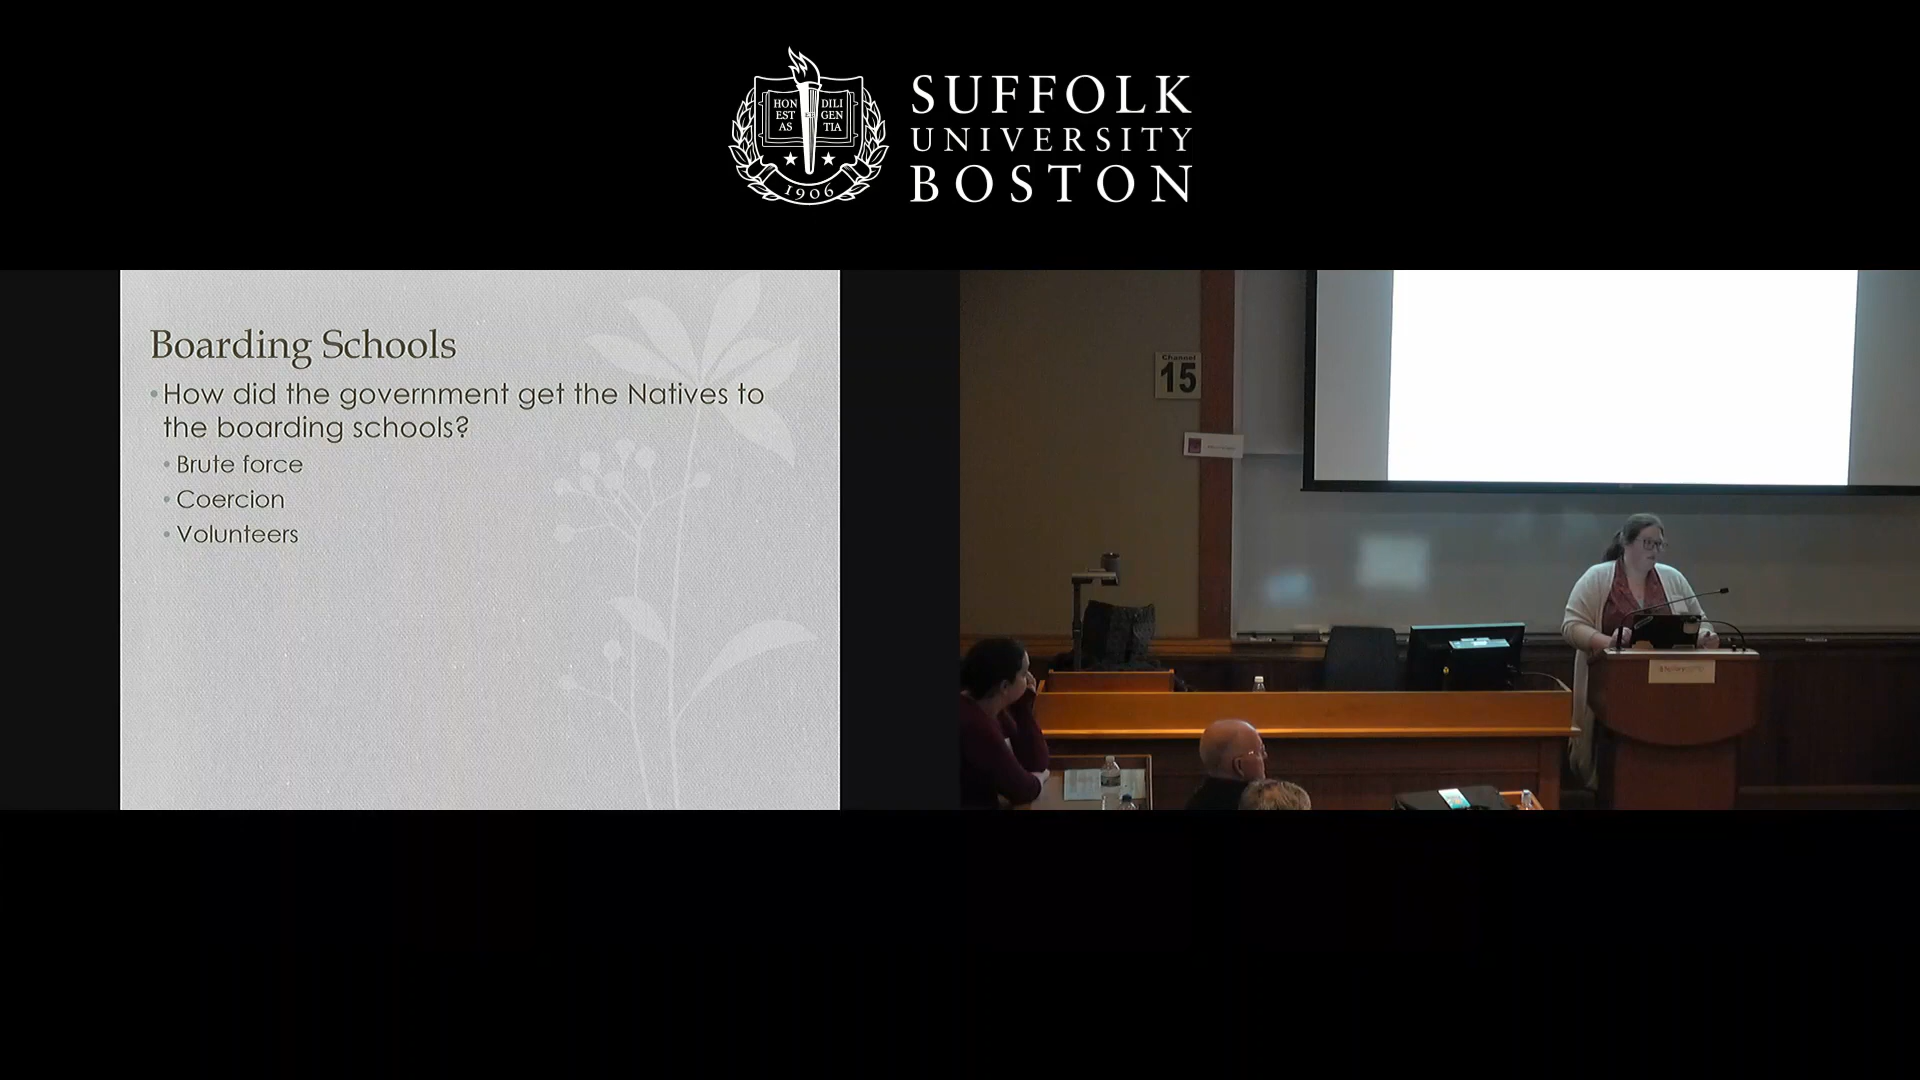 HON
EST
AS
DILI
GEN
TIA
ET
1906
SUFFOLK
UNIVERSITY
BOSTON
Boarding Schools
•How did the government get the Natives to
the boarding schools?
• Brute force
• Coercion
• Volunteers
Channel
15